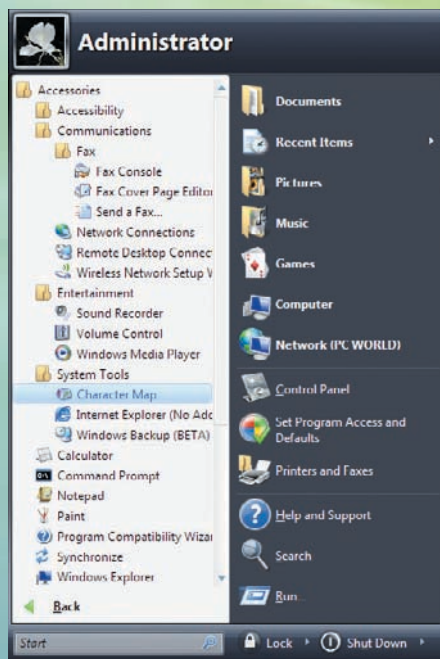 Administrator
Accessories
Accessibility
Communications
Fax
Fax Console
Fax Cover Page Editor
Send a Fax...
Network Connections
Remote Desktop Connec
Wireless Network Setup W
Entertainment
Sound Recorder
Volume Control
Windows Media Player
System Tools
Character Map
Internet Explorer (No Add
Windows Backup (BETA)
Calculator
Command Prompt
Notepad
Paint
Program Compatibility Wizar
Synchronize
Windows Explorer
Back
Start
Documents
Recent Items
Pictures
Music
Games
Computer
Network (PC WORLD)
Control Panel
Set Program Access and
Defaults
Printers and Faxes
Help and Support
Search
Run...
Lock
Shut Down